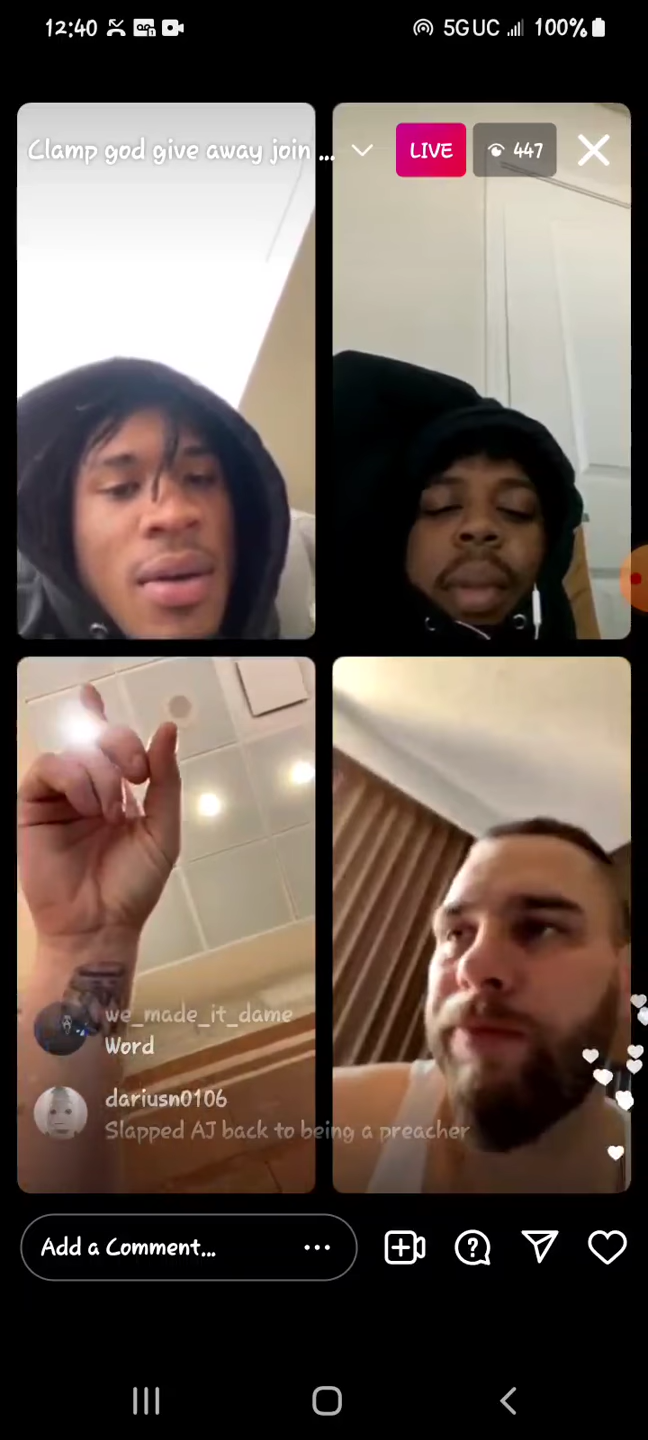 12:40 5G UC 100%
Clamp god give away join ... LIVE 447
we_made_it_dame
Word
dariusn0106
Slapped AJ back to being a preacher
Add a Comment...